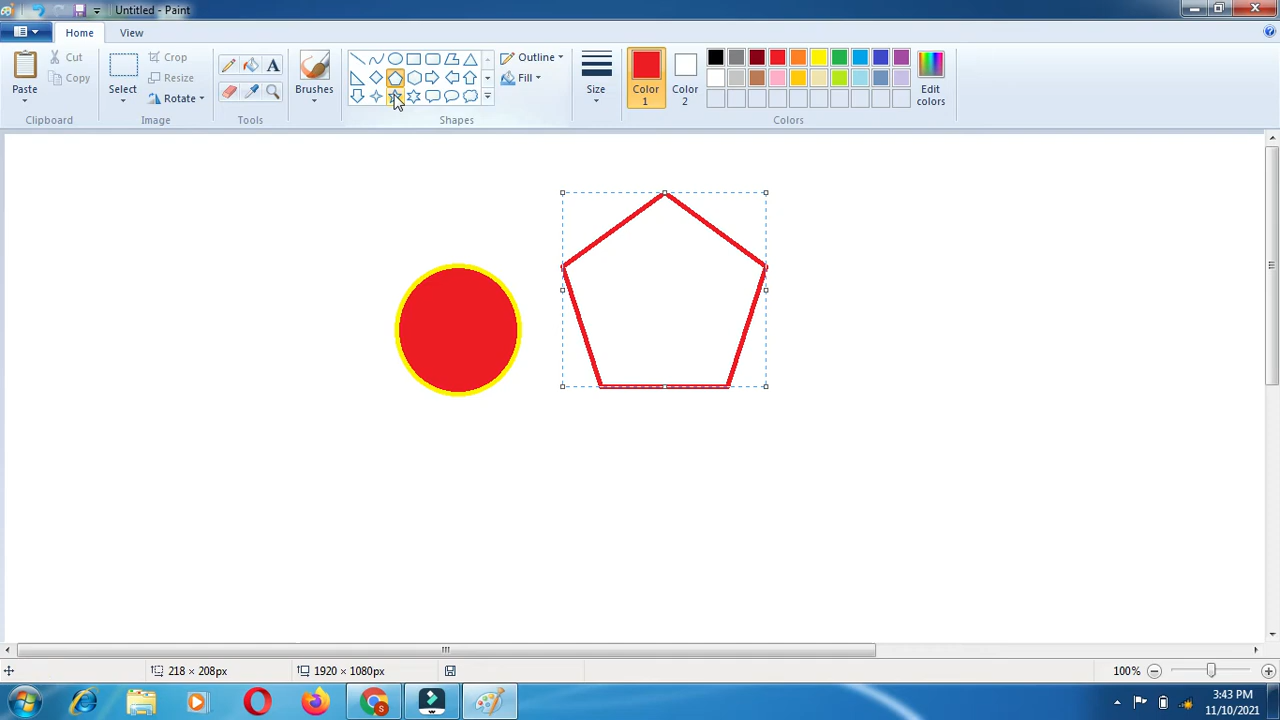 Untitled - Paint
Home
View
Paste
Cut
Copy
Clipboard
Select
Crop
Resize
Rotate
Image
Tools
Brushes
Shapes
Outline
Fill
Size
Color
1
Color
2
Edit
colors
Colors
218 × 208px
1920 × 1080px
100%
3:43 PM
11/10/2021